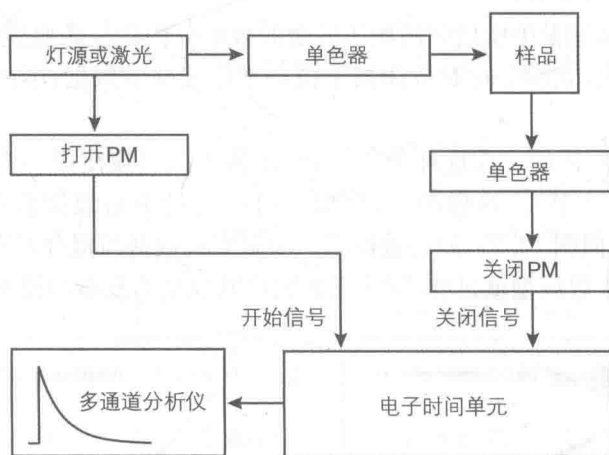 灯源或激光
单色器
样品
打开PM
单色器
关闭PM
开始信号
关闭信号
多通道分析仪
电子时间单元